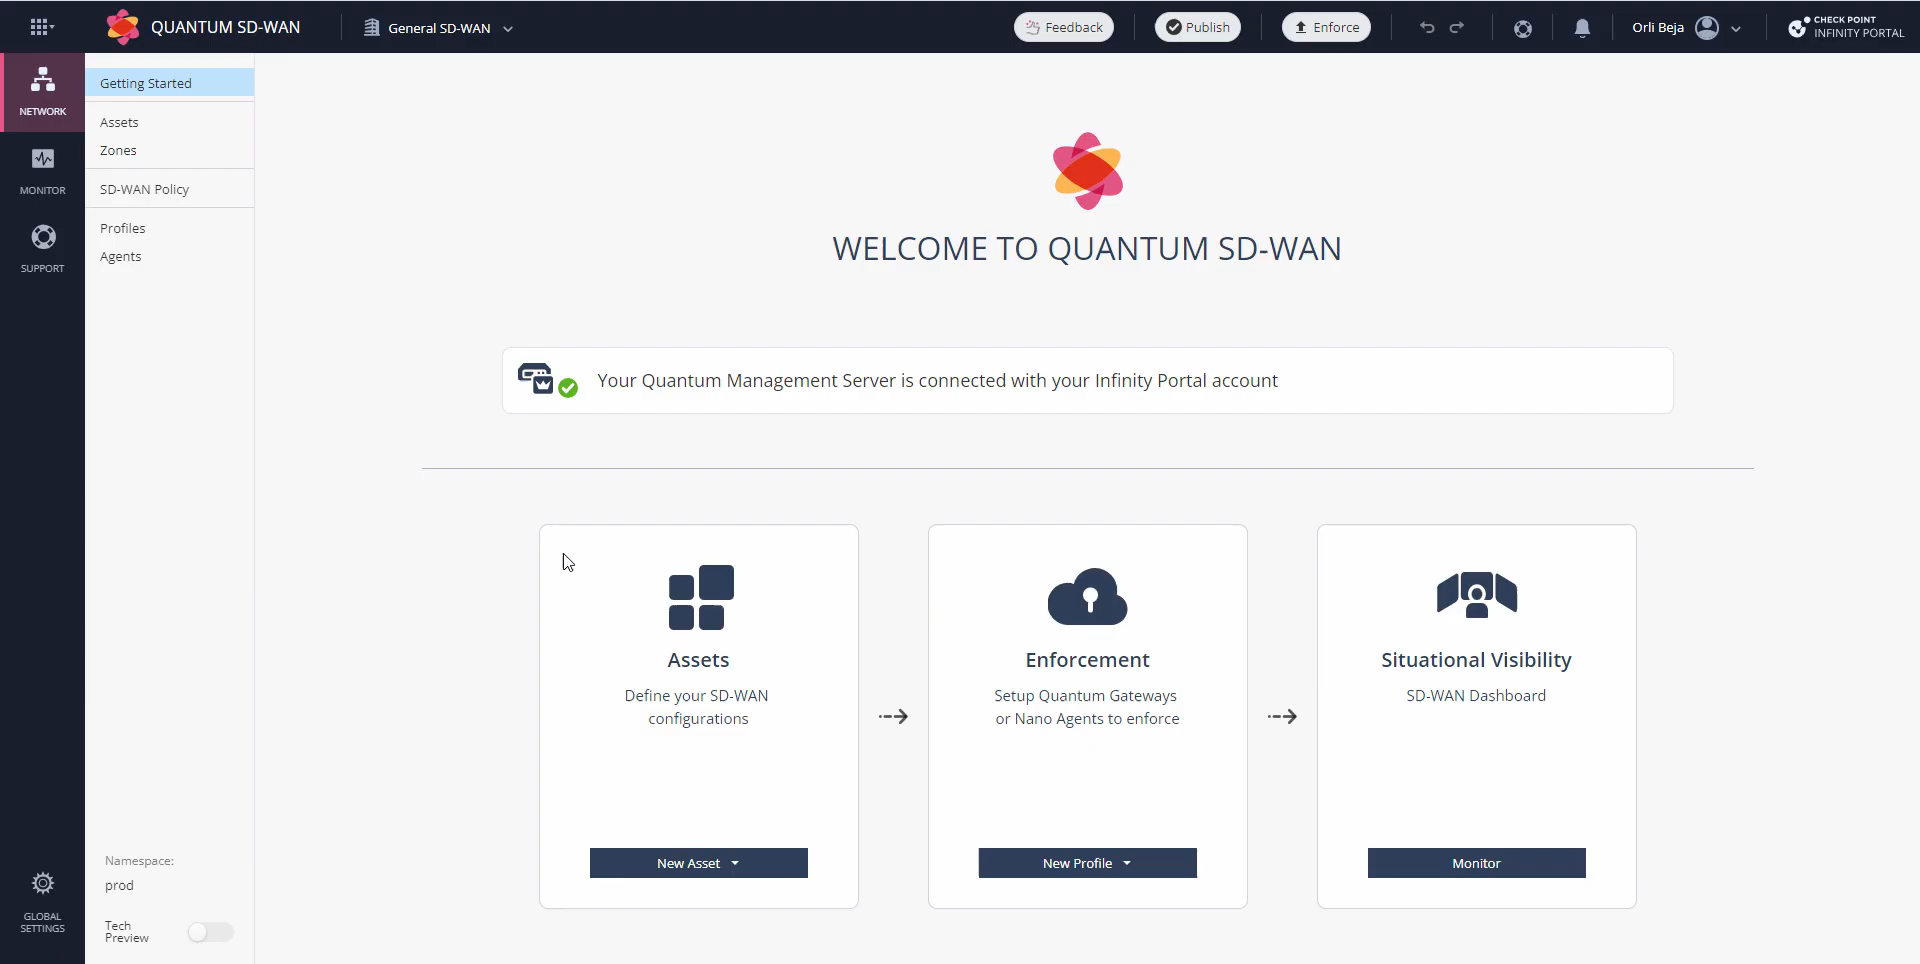 QUANTUM SD-WAN
General SD-WAN
Feedback
Publish
Enforce
Orli Beja
CHECK POINT
INFINITY PORTAL
NETWORK
MONITOR
SUPPORT
GLOBAL
SETTINGS
Getting Started
Assets
Zones
SD-WAN Policy
Profiles
Agents
Namespace:
prod
Tech
Preview
WELCOME TO QUANTUM SD-WAN
Your Quantum Management Server is connected with your Infinity Portal account
Assets
Define your SD-WAN
configurations
New Asset
Enforcement
Setup Quantum Gateways
or Nano Agents to enforce
New Profile
Situational Visibility
SD-WAN Dashboard
Monitor